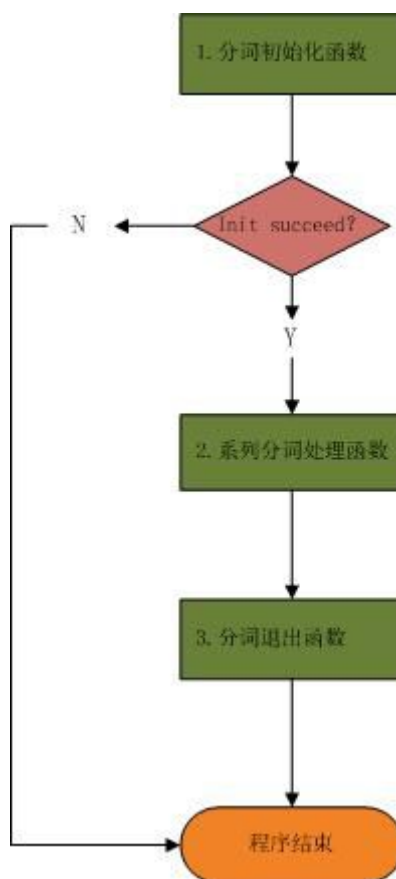 1.分词初始化函数
Init succeed?
N
Y
2.系列分词处理函数
3.分词退出函数
程序结束